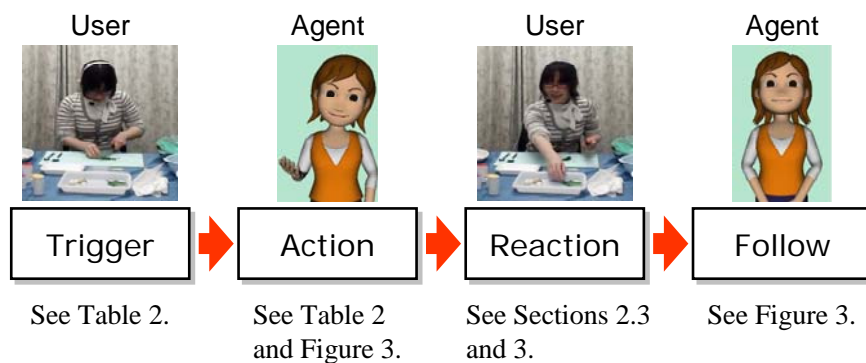 User Agent User Agent
Trigger Action Reaction Follow
See Table 2. See Table 2 See Sections 2.3 See Figure 3.
and Figure 3. and 3.